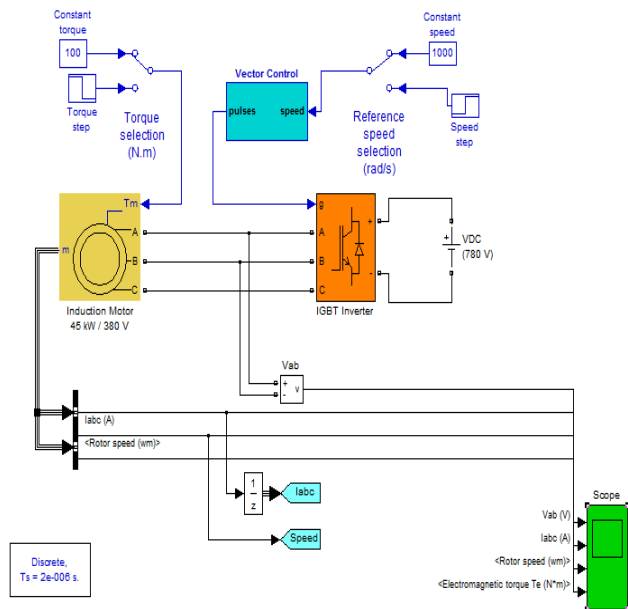 Constant
torque
100
Torque
step
Torque
selection
(N.m)
Vector Control
pulses speed
Constant
speed
1000
Reference
speed
selection
(rad/s)
Speed
step
Tm
m
A
B
C
Induction Motor
45 kW / 380 V
g
A
B
C
+
-
IGBT Inverter
+
VDC
(780 V)
Vab
+
-
v
Iabc (A)
<Rotor speed (wm)>
1
z
Iabc
Speed
Scope
Vab (V)
Iabc (A)
<Rotor speed (wm)>
<Electromagnetic torque Te (N*m)>
Discrete,
Ts = 2e-006 s.